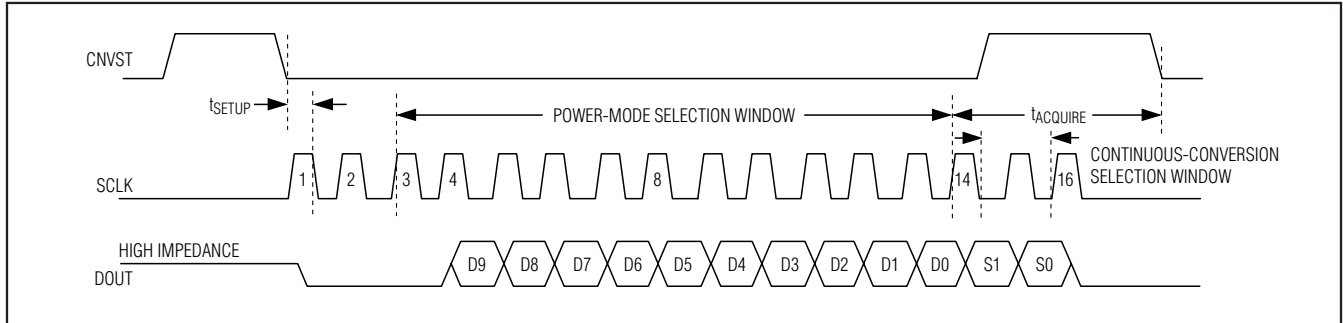 CNVST
tSETUP
POWER-MODE SELECTION WINDOW
tACQUIRE
CONTINUOUS-CONVERSION
SELECTION WINDOW
SCLK
1 2 3 4 8 14 16
HIGH IMPEDANCE
DOUT
D9 D8 D7 D6 D5 D4 D3 D2 D1 D0 S1 S0